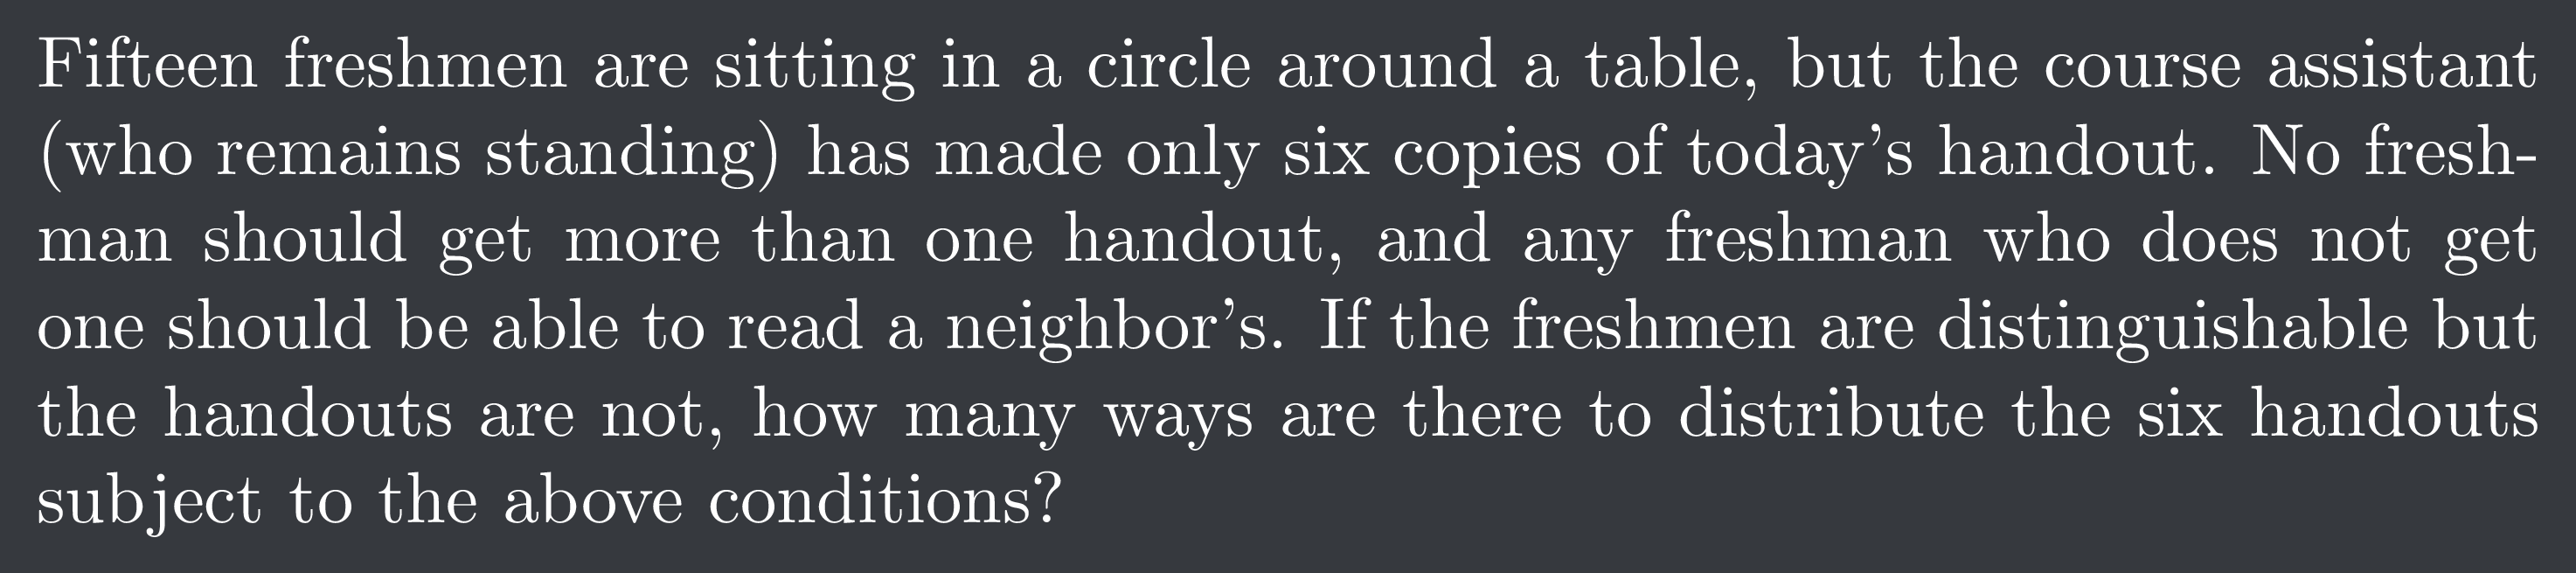 Fifteen freshmen are sitting in a circle around a table, but the course assistant
(who remains standing) has made only six copies of today's handout. No fresh-
man should get more than one handout, and any freshman who does not get
one should be able to read a neighbor's. If the freshmen are distinguishable but
the handouts are not, how many ways are there to distribute the six handouts
subject to the above conditions?